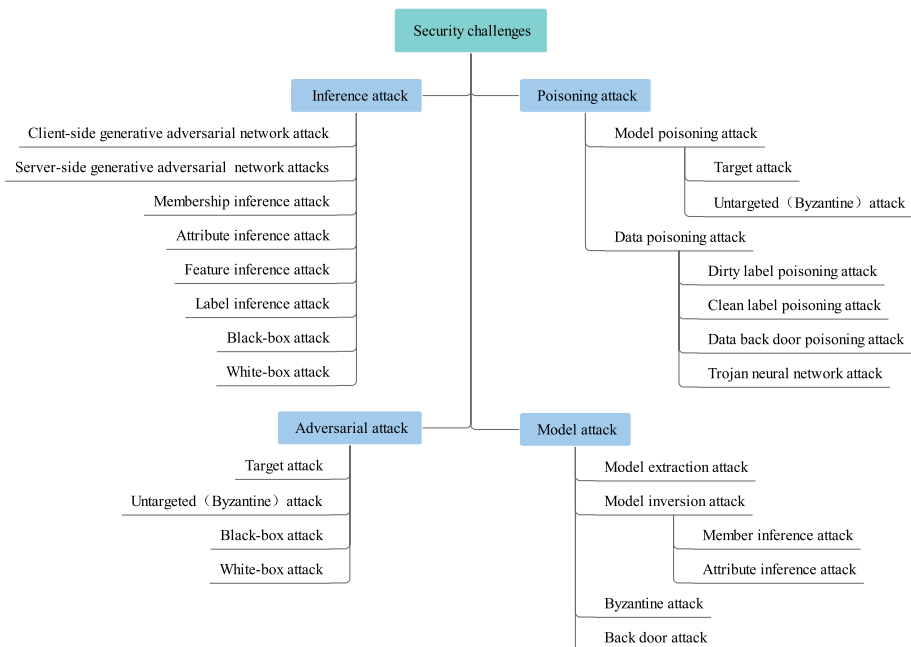 Security challenges
Inference attack
Client-side generative adversarial network attack
Server-side generative adversarial network attacks
Membership inference attack
Attribute inference attack
Feature inference attack
Label inference attack
Black-box attack
White-box attack
Poisoning attack
Model poisoning attack
Target attack
Untargeted（Byzantine）attack
Data poisoning attack
Dirty label poisoning attack
Clean label poisoning attack
Data back door poisoning attack
Trojan neural network attack
Adversarial attack
Target attack
Untargeted（Byzantine）attack
Black-box attack
White-box attack
Model attack
Model extraction attack
Model inversion attack
Member inference attack
Attribute inference attack
Byzantine attack
Back door attack